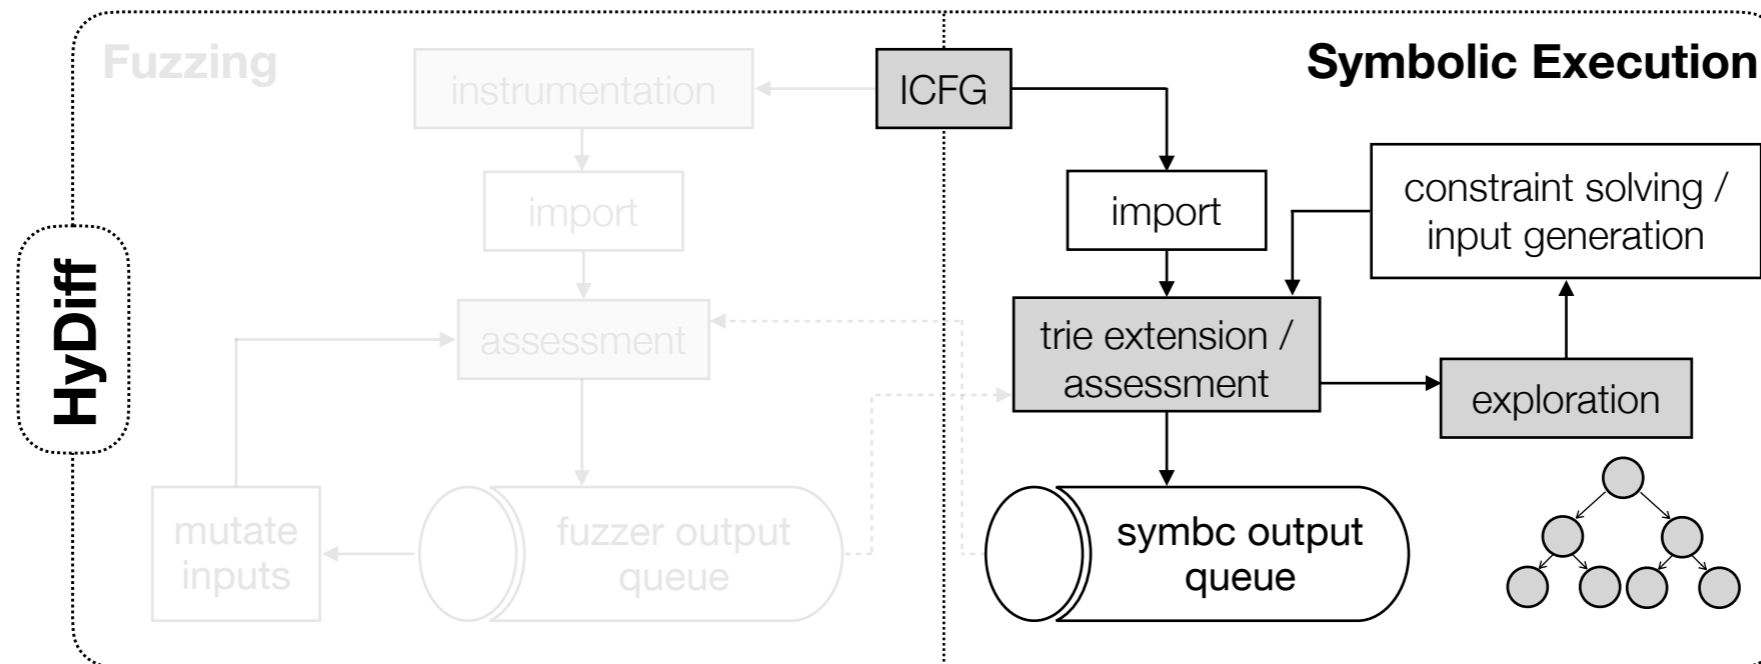 HyDiff
Fuzzing
instrumentation
import
assessment
mutate
inputs
fuzzer output
queue
ICFG
Symbolic Execution
import
constraint solving /
input generation
trie extension /
assessment
exploration
symbc output
queue